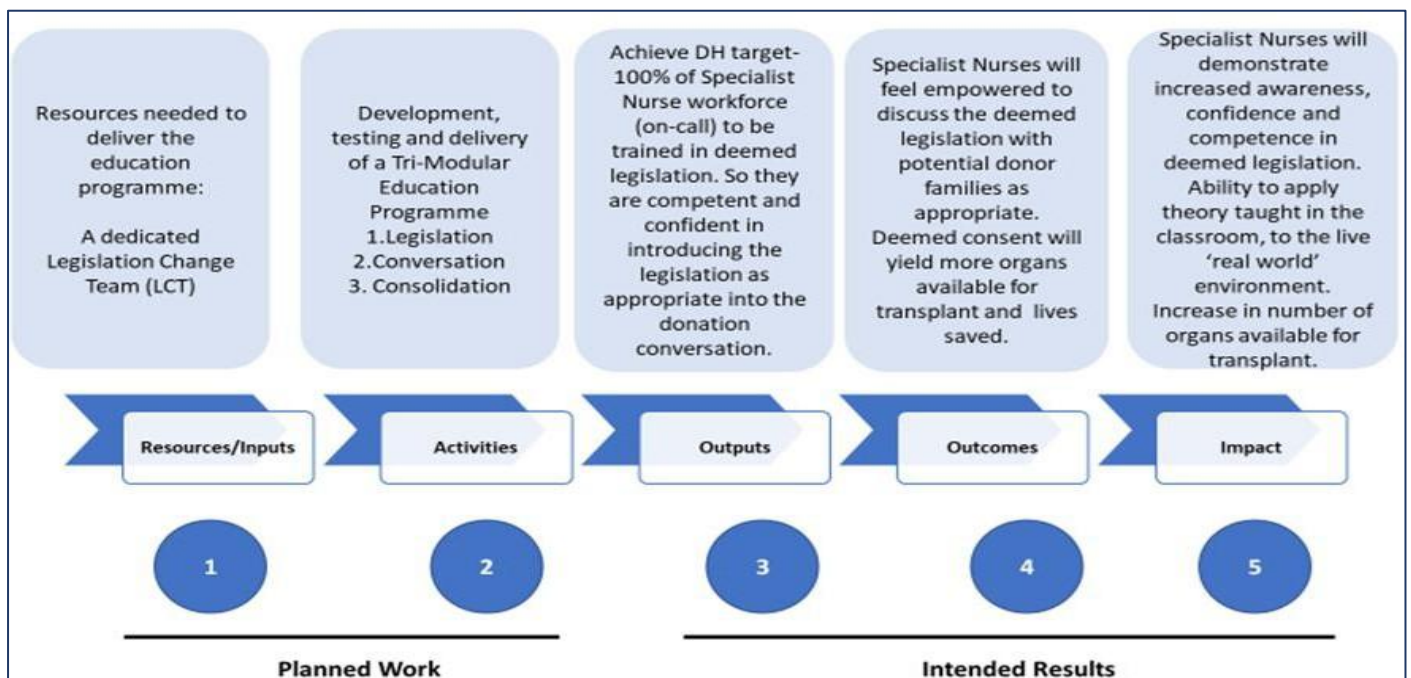 Resources needed to
deliver the
education
programme:
A dedicated
Legislation Change
Team (LCT)
Development,
testing and delivery
of a Tri-Modular
Education
Programme
1.Legislation
2.Conversation
3. Consolidation
Achieve DH target-
100% of Specialist
Nurse workforce
(on-call) to be
trained in deemed
legislation. So they
are competent and
confident in
introducing the
legislation as
appropriate into the
donation
conversation.
Specialist Nurses will
feel empowered to
discuss the deemed
legislation with
potential donor
families as
appropriate.
Deemed consent will
yield more organs
available for
transplant and lives
saved.
Specialist Nurses will
demonstrate
increased awareness,
confidence and
competence in
deemed legislation.
Ability to apply
theory taught in the
classroom, to the live
‘real world’
environment.
Increase in number of
organs available for
transplant.
Resources/Inputs
Activities
Outputs
Outcomes
Impact
1
2
3
4
5
Planned Work
Intended Results